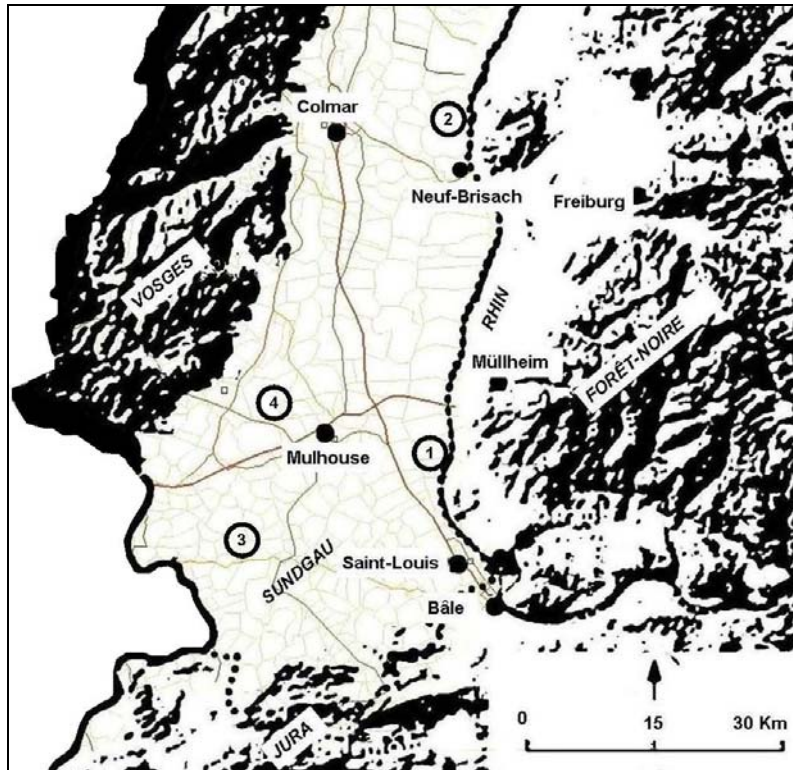 Colmar
2
Neuf-Brisach
Freiburg
VOSGES
RHIN
FORÊT-NOIRE
Müllheim
4
Mulhouse
1
3
SUNDGAU
Saint-Louis
Bâle
JURA
0 15 30 Km